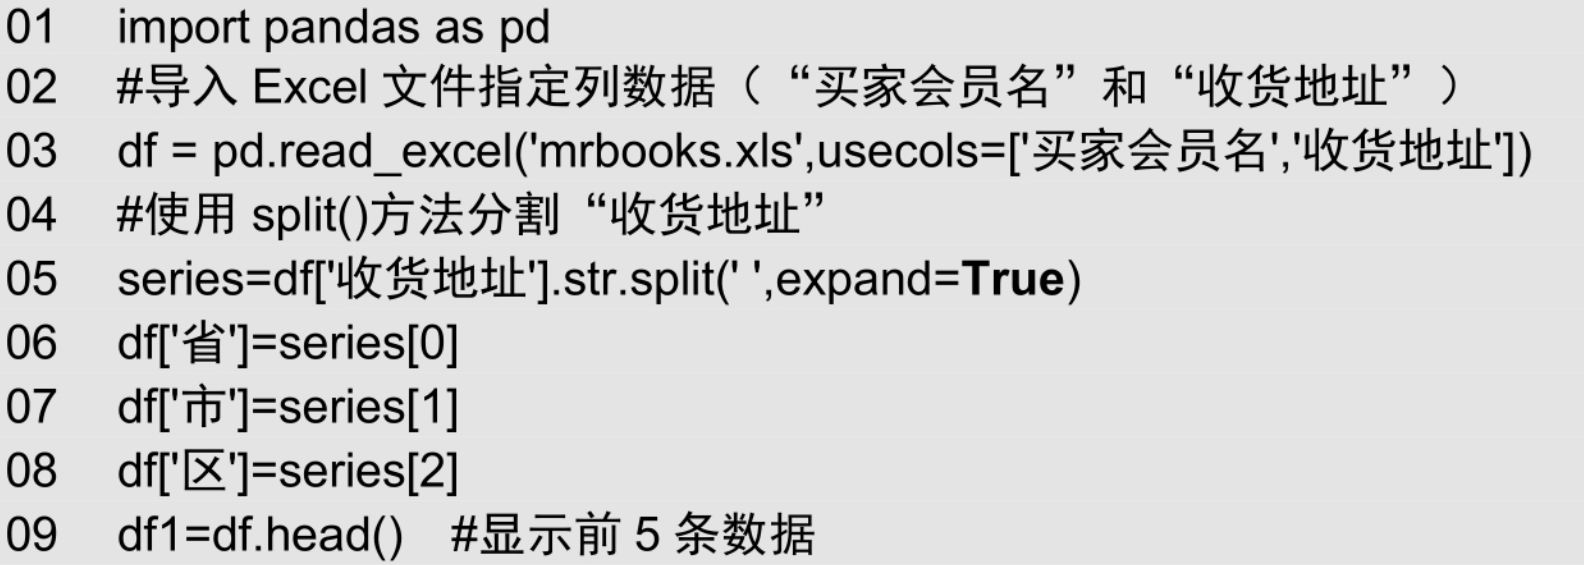 01 import pandas as pd
02 #导入 Excel 文件指定列数据（“买家会员名”和“收货地址”）
03 df = pd.read_excel('mrbooks.xls',usecols=['买家会员名','收货地址'])
04 #使用 split()方法分割“收货地址”
05 series=df['收货地址'].str.split(' ',expand=True)
06 df['省']=series[0]
07 df['市']=series[1]
08 df['区']=series[2]
09 df1=df.head() #显示前 5 条数据